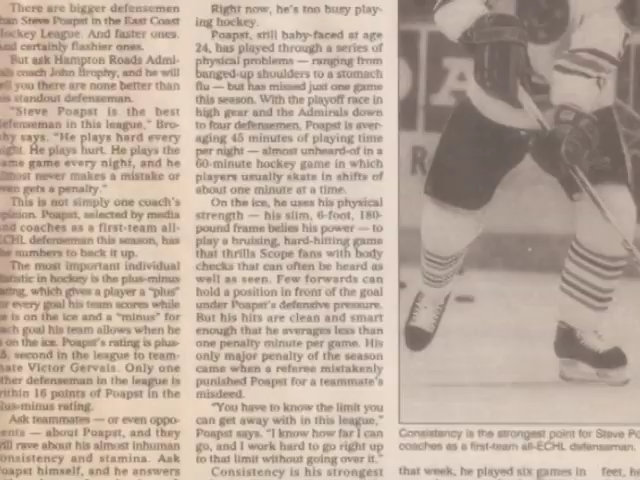 There are bigger defensemen
than Steve Poapst in the East Coast
Hockey League. And faster ones.
And certainly flashier ones.
But ask Hampton Roads Admi-
coach John Brophy, and he will
you there are none better than
his standout defenseman.
"Steve Poapst is the best
defenseman in this league," Bro-
phy says. "He plays hard every
night. He plays hurt. He plays the
same game every night, and he
almost never makes a mistake or
even gets a penalty."
This is not simply one coach's
opinion. Poapst, selected by media
and coaches as a first-team all-
ECHL defenseman this season, has
the numbers to back it up.
The most important individual
statistic in hockey is the plus-minus
rating, which gives a player a "plus"
for every goal his team scores while
he is on the ice and a "minus" for
each goal his team allows when he
is on the ice. Poapst's rating is plus-
second in the league to team-
mate Victor Gervais. Only one
other defenseman in the league is
within 16 points of Poapst in the
plus-minus rating.
Ask teammates — or even oppo-
nents — about Poapst, and they
will rave about his almost inhuman
consistency and stamina. Ask
Poapst himself, and he answers
Right now, he's too busy play-
ing hockey.
Poapst, still baby-faced at age
24, has played through a series of
physical problems — ranging from
banged-up shoulders to a stomach
flu — but has missed just one game
this season. With the playoff race in
high gear and the Admirals down
to four defensemen, Poapst is aver-
aging 45 minutes of playing time
per night — almost unheard-of in a
60-minute hockey game in which
players usually skate in shifts of
about one minute at a time.
On the ice, he uses his physical
strength — his slim, 6-foot, 180-
pound frame belies his power — to
play a bruising, hard-hitting game
that thrills Scope fans with body
checks that can often be heard as
well as seen. Few forwards can
hold a position in front of the goal
under Poapst's defensive pressure.
But his hits are clean and smart
enough that he averages less than
one penalty minute per game. His
only major penalty of the season
came when a referee mistakenly
punished Poapst for a teammate's
misdeed.
"You have to know the limit you
can get away with in this league,"
Poapst says. "I know how far I can
go, and I work hard to go right up
to that limit without going over it."
Consistency is his strongest
Consistency is the strongest point for Steve Po
coaches as a first-team all-ECHL defenseman.
that week, he played six games in
feet, he